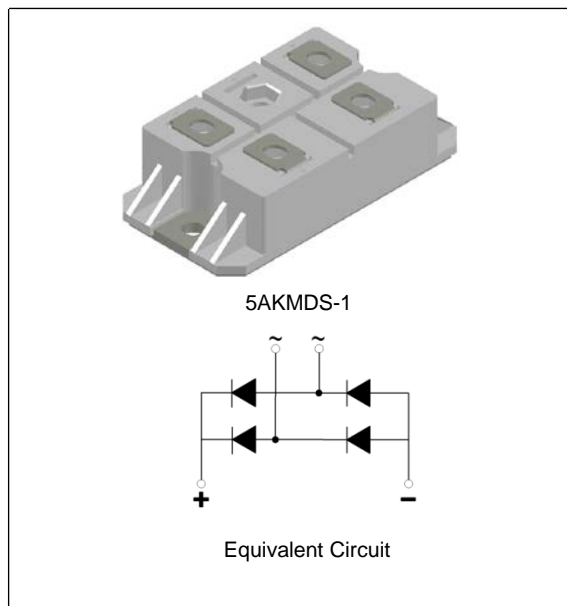 5AKMDS-1
~ ~
+ −
Equivalent Circuit